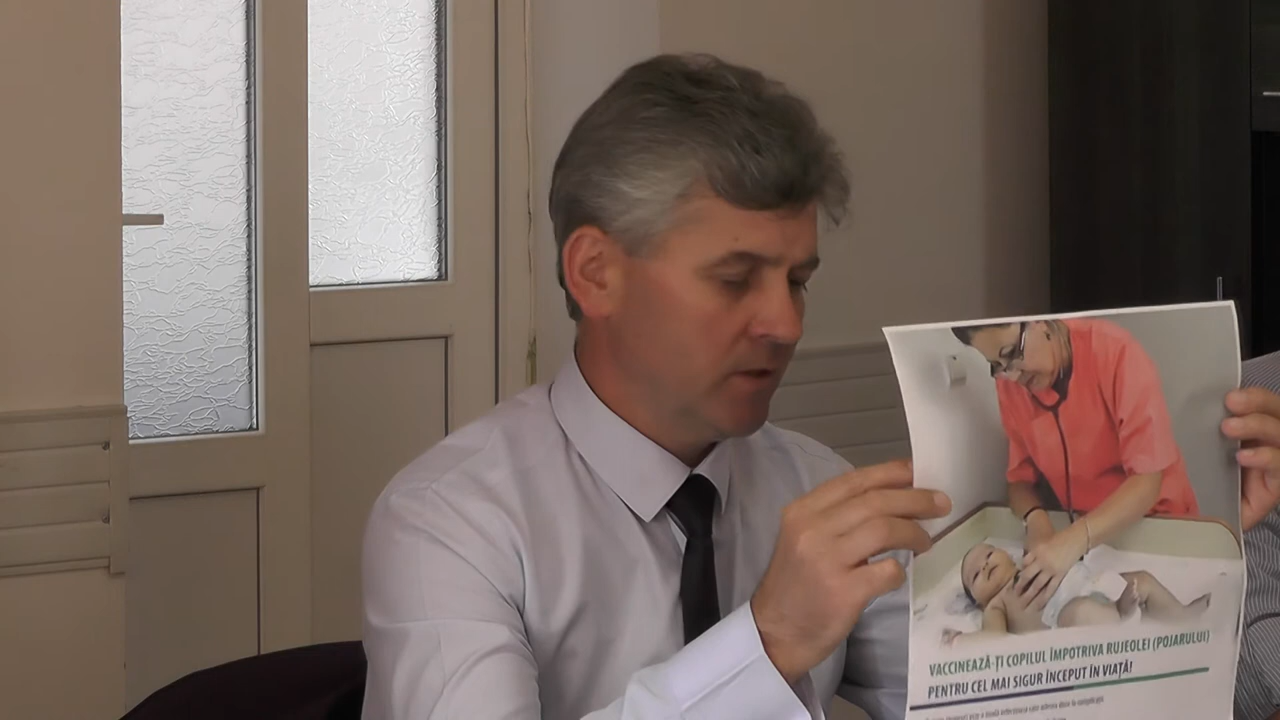 VACCINEAZĂ-ȚI COPILUL ÎMPOTRIVA RUJEOLEI (POJARULUI)
PENTRU CEL MAI SIGUR ÎNCEPUT ÎN VIAȚĂ!